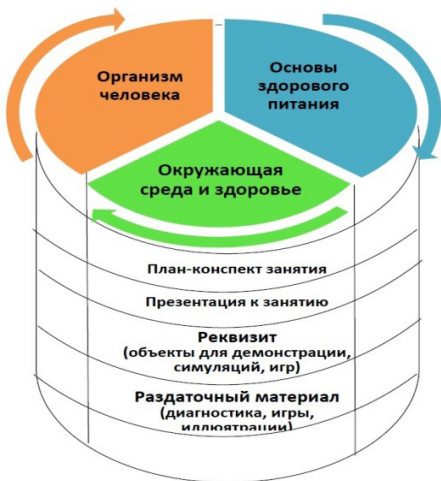 Организм
человека
Основы
здорового
питания
Окружающая
среда и здоровье
План-конспект занятия
Презентация к занятию
Реквизит
(объекты для демонстрации,
симуляций, игр)
Раздаточный материал
(диагностика, игры,
иллюятрации)